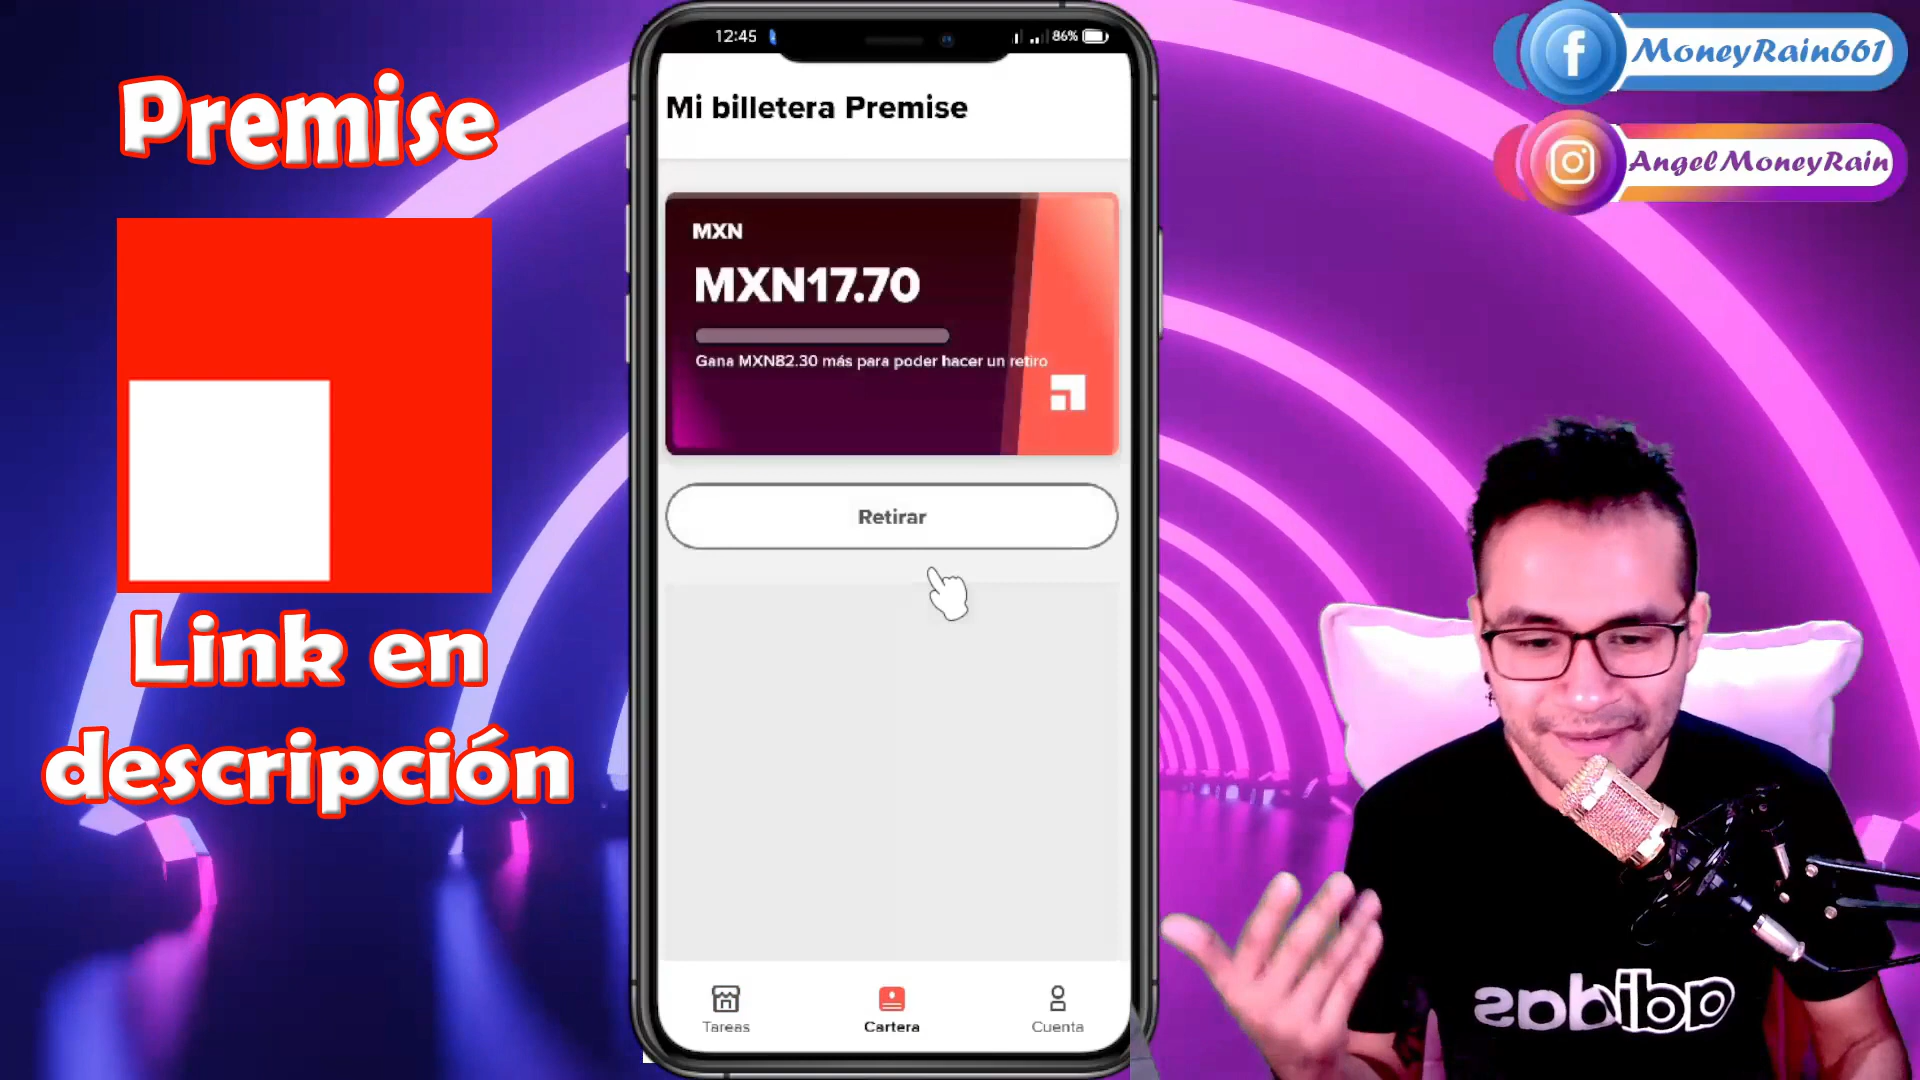 Premise
Link en
descripción
12:45
86%
Mi billetera Premise
MXN
MXN17.70
Gana MXN82.30 más para poder hacer un retiro
Retirar
Tareas
Cartera
Cuenta
MoneyRain661
AngelMoneyRain
adidas